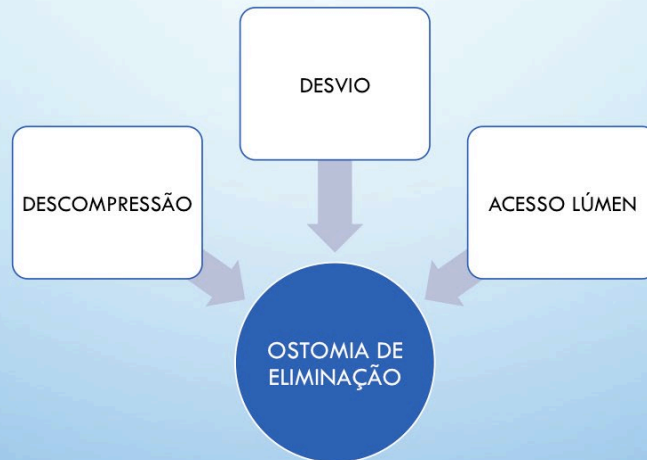 DESVIO
DESCOMPRESSÃO
ACESSO LÚMEN
OSTOMIA DE
ELIMINAÇÃO